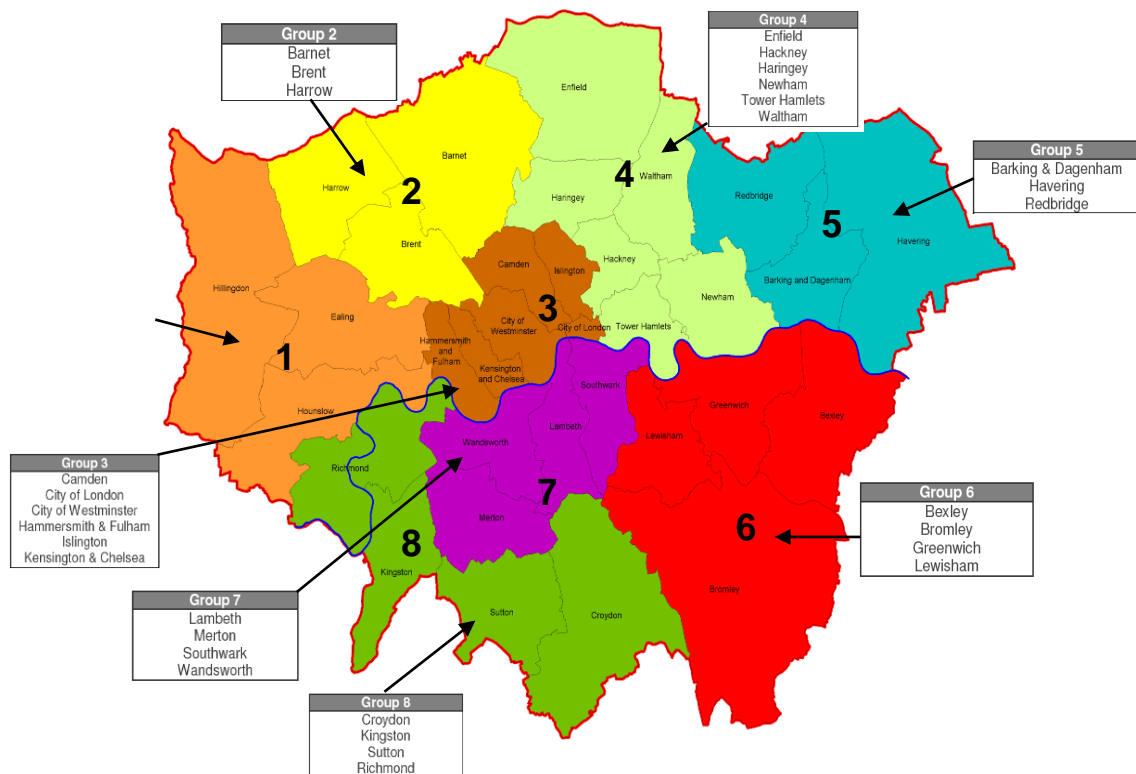 Group 2
Barnet
Brent
Harrow
Group 4
Enfield
Hackney
Haringey
Newham
Tower Hamlets
Waltham
Group 5
Barking & Dagenham
Havering
Redbridge
Enfield
Barnet
Harrow
2
4
Waltham
Haringey
Redbridge
5
Havering
Brent
Camden
Islington
Hackney
Barking and Dagenham
Hillingdon
Newham
Ealing
3
City of
Westminster
City of London
Tower Hamlets
1
Hammersmith
and
Fulham
Kensington
and Chelsea
Southwark
Greenwich
Hounslow
Bexley
Lambeth
Lewisham
Wandsworth
Richmond
Group 3
Camden
City of London
City of Westminster
Hammersmith & Fulham
Islington
Kensington & Chelsea
7
Merton
Group 6
Bexley
Bromley
Greenwich
Lewisham
6
8
Kingston
Bromley
Group 7
Lambeth
Merton
Southwark
Wandsworth
Sutton
Croydon
Group 8
Croydon
Kingston
Sutton
Richmond